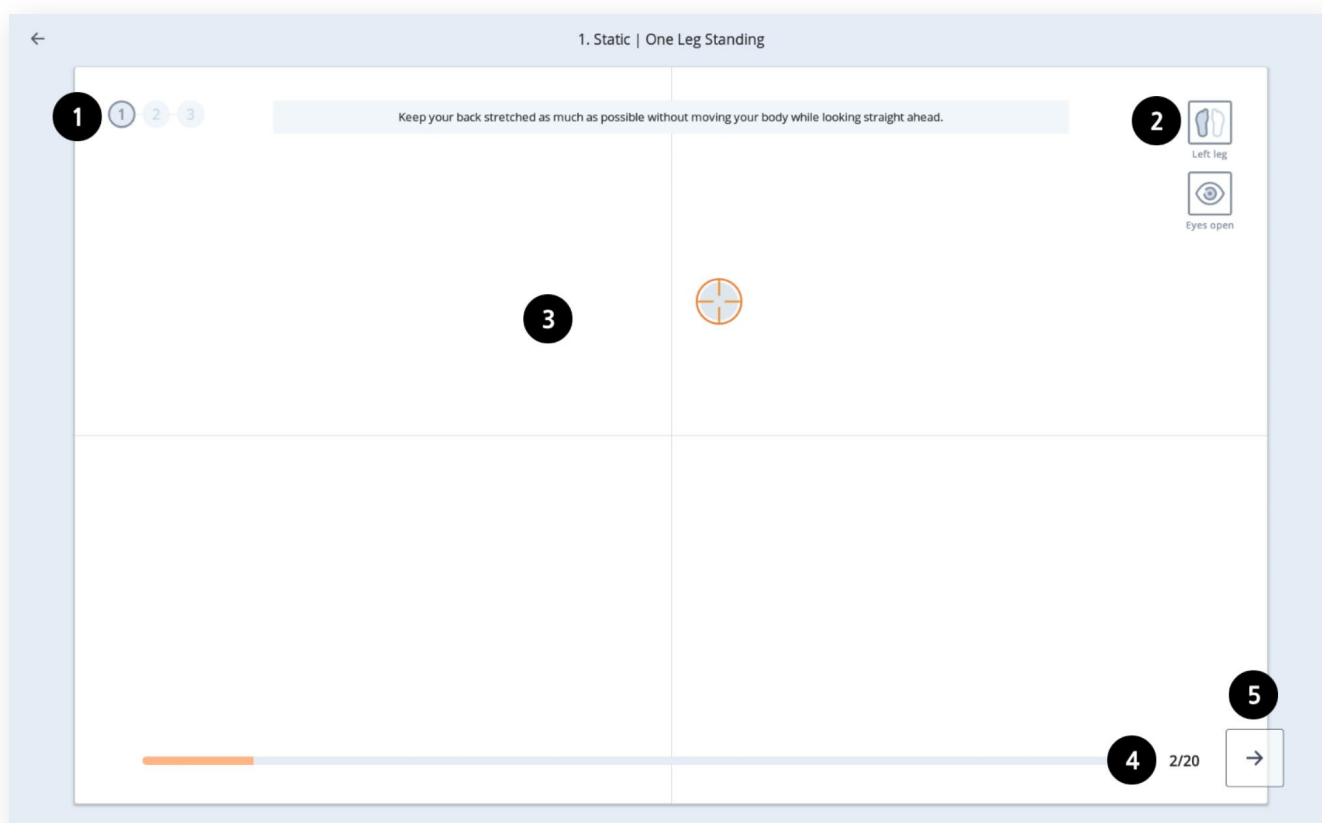 1. Static | One Leg Standing
1
1 2 3
Keep your back stretched as much as possible without moving your body while looking straight ahead.
2
Left leg
Eyes open
3
5
4
2/20